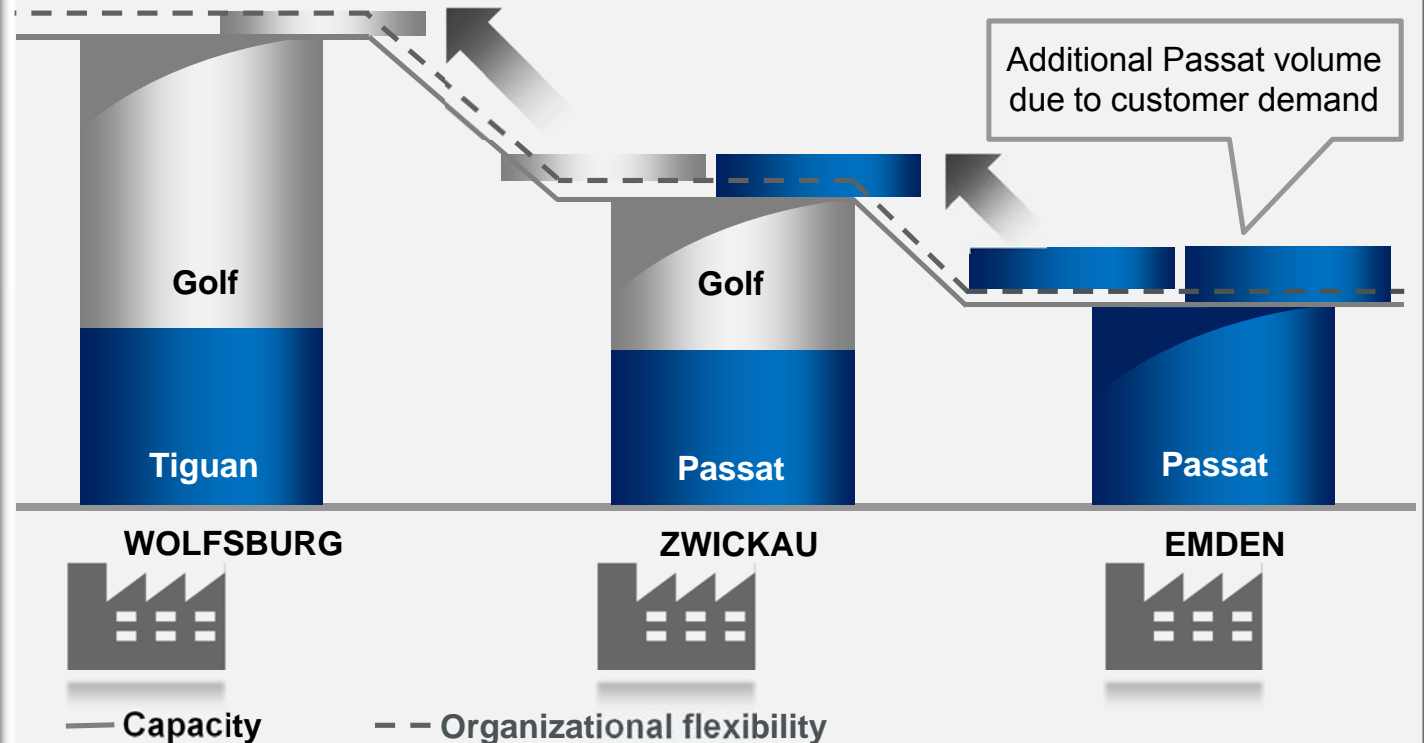 Additional Passat volume
due to customer demand
Golf
Golf
Tiguan
Passat
Passat
WOLFSBURG
ZWICKAU
EMDEN
Capacity
Organizational flexibility